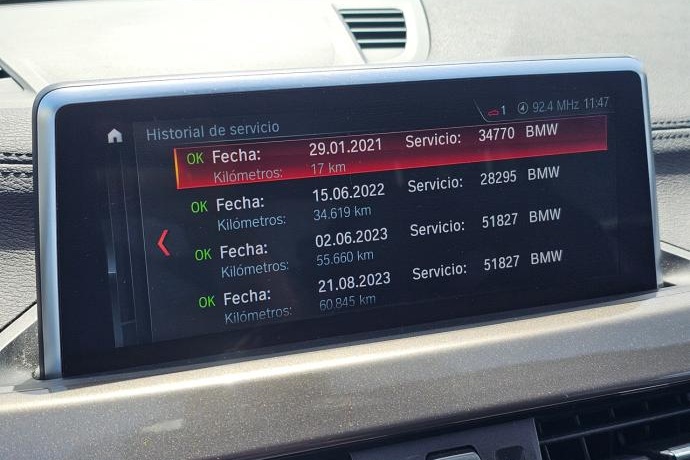 1 92.4 MHz 11:47
Historial de servicio
OK Fecha: 29.01.2021 Servicio: 34770 BMW
Kilómetros: 17 km
OK Fecha: 15.06.2022 Servicio: 28295 BMW
Kilómetros: 34.619 km
OK Fecha: 02.06.2023 Servicio: 51827 BMW
Kilómetros: 55.660 km
OK Fecha: 21.08.2023 Servicio: 51827 BMW
Kilómetros: 60.845 km